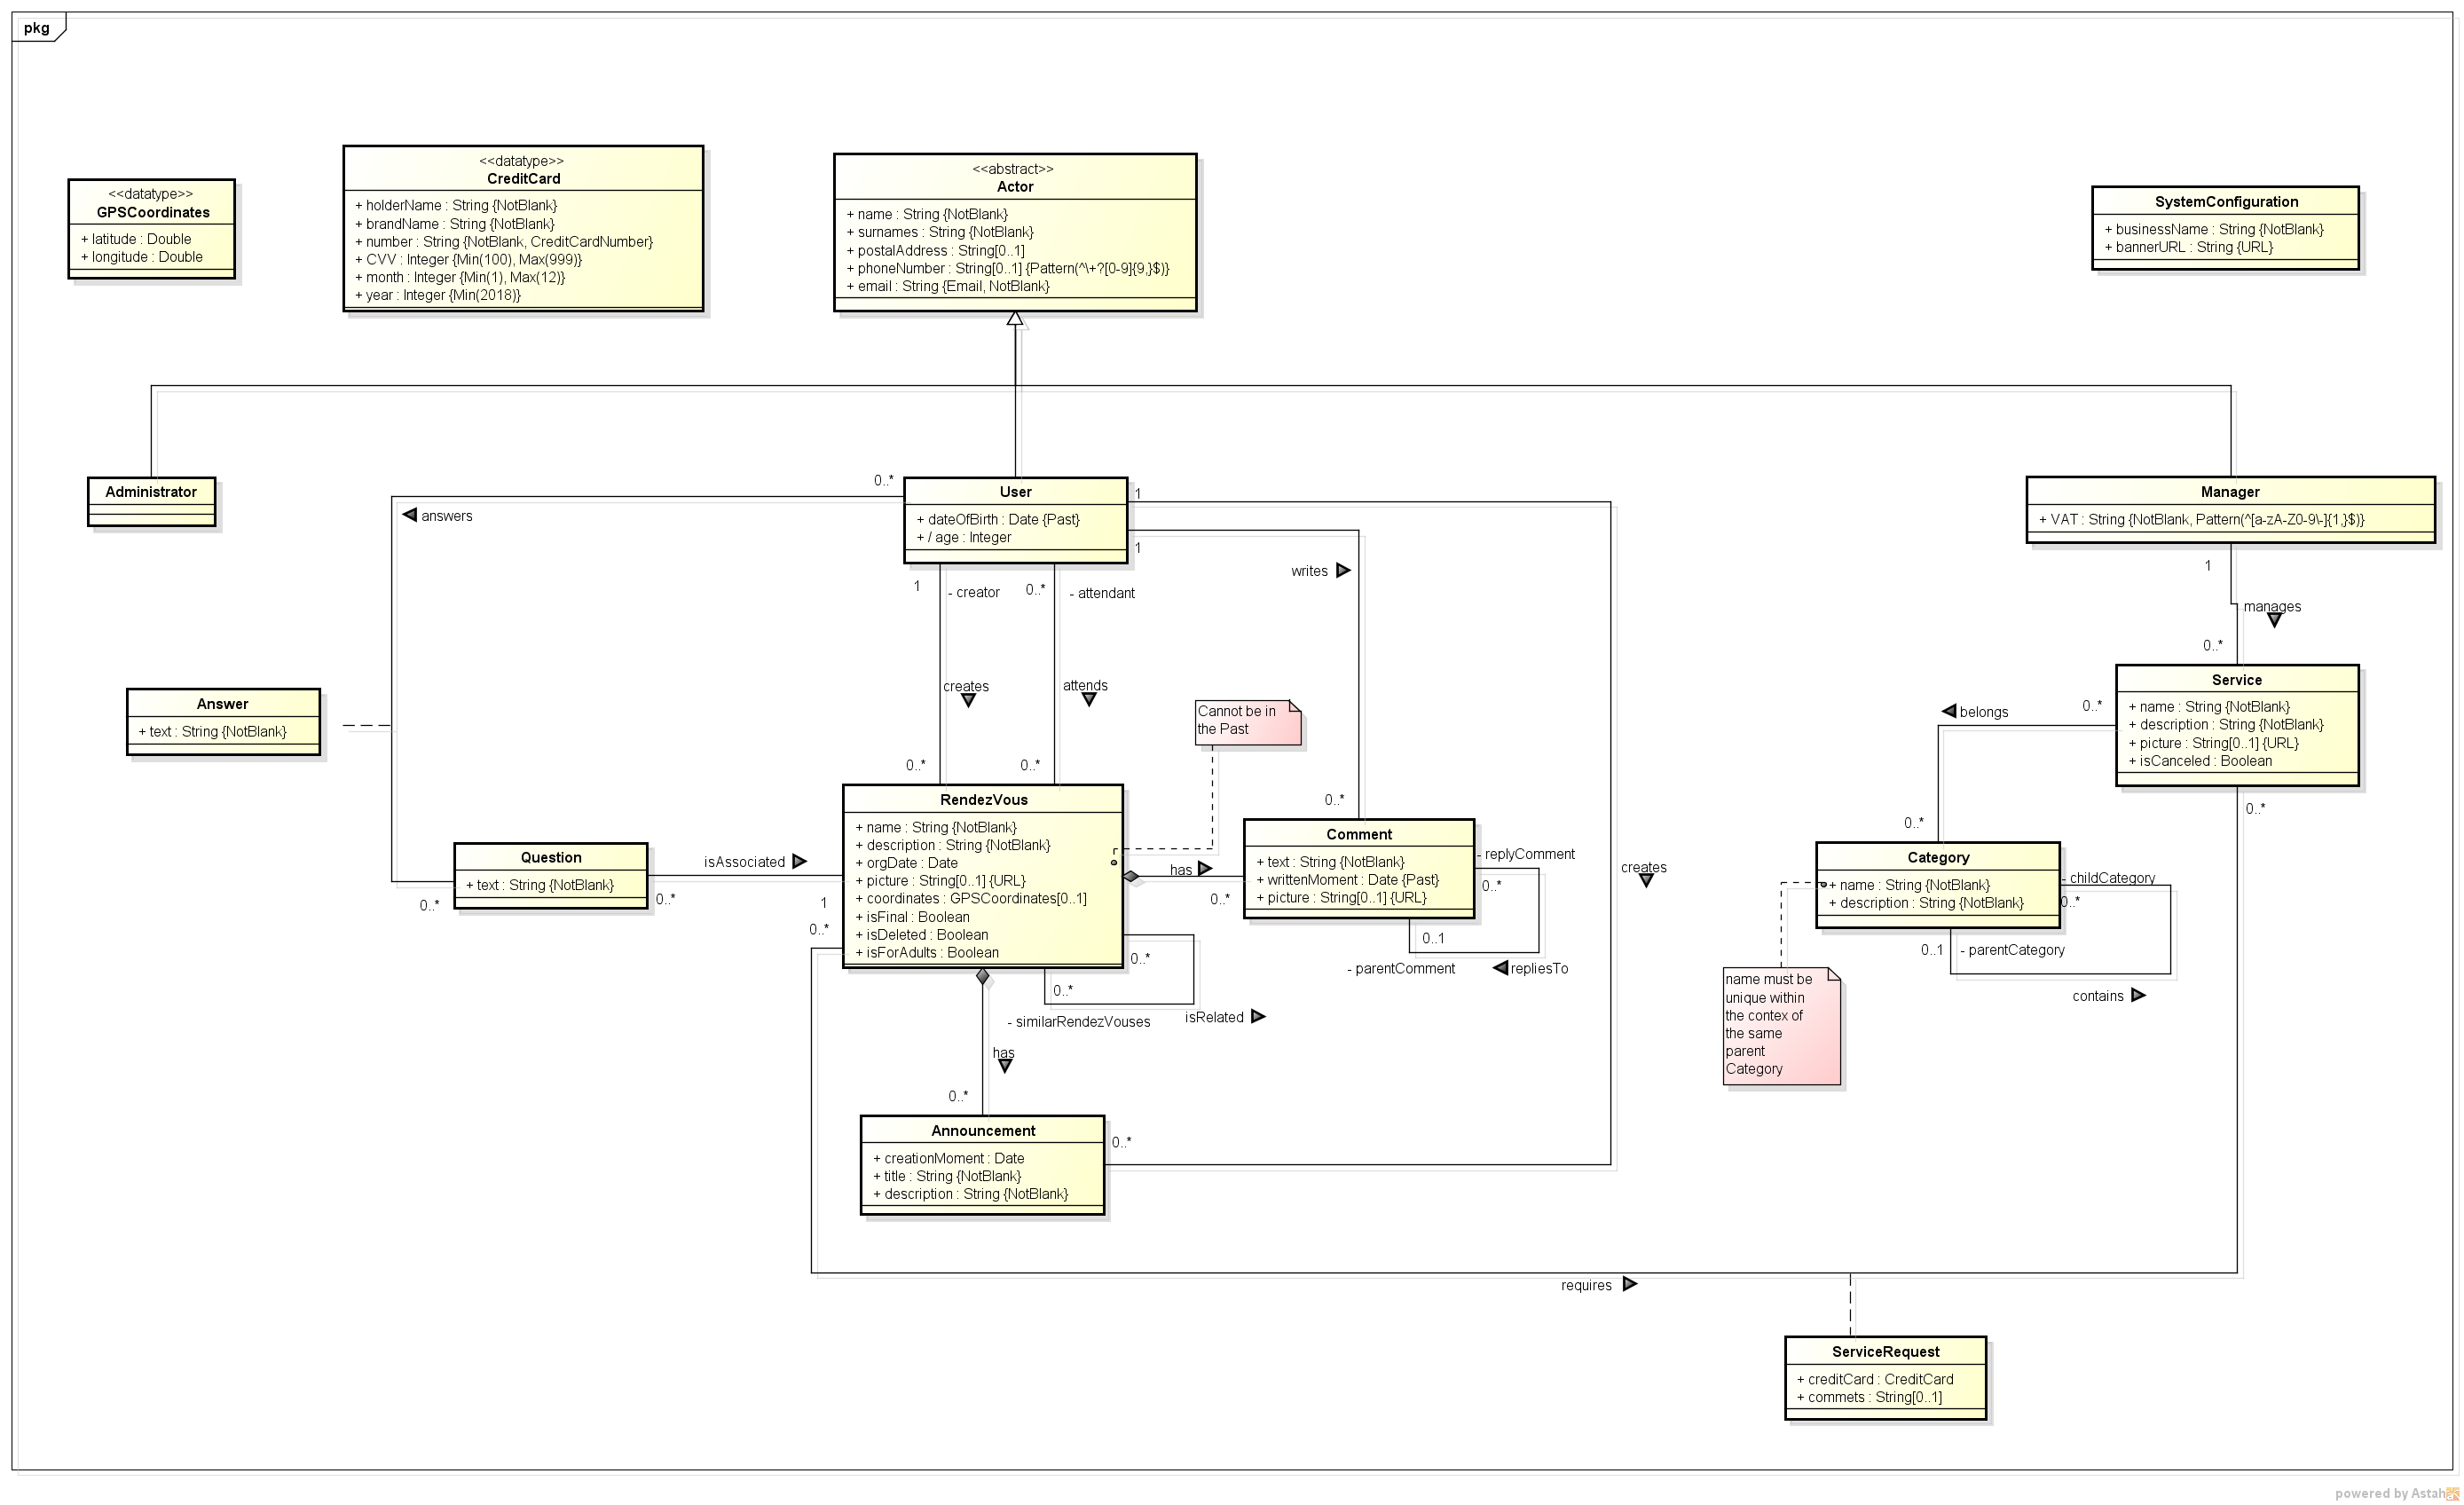 pkg
<<datatype>>
GPSCoordinates
+ latitude : Double
+ longitude : Double
<<datatype>>
CreditCard
+ holderName : String {NotBlank}
+ brandName : String {NotBlank}
+ number : String {NotBlank, CreditCardNumber}
+ CVV : Integer {Min(100), Max(999)}
+ month : Integer {Min(1), Max(12)}
+ year : Integer {Min(2018)}
<<abstract>>
Actor
+ name : String {NotBlank}
+ surnames : String {NotBlank}
+ postalAddress : String[0..1]
+ phoneNumber : String[0..1] {Pattern(^\+?[0-9]{9,}$)}
+ email : String {Email, NotBlank}
SystemConfiguration
+ businessName : String {NotBlank}
+ bannerURL : String {URL}
Administrator
0..*
answers
User
+ dateOfBirth : Date {Past}
+ / age : Integer
1
1
Manager
+ VAT : String {NotBlank, Pattern(^[a-zA-Z0-9\-]{1,}$)}
1
- creator
0..*
- attendant
writes
1
manages
0..*
Answer
+ text : String {NotBlank}
creates
attends
Cannot be in
the Past
Service
+ name : String {NotBlank}
+ description : String {NotBlank}
+ picture : String[0..1] {URL}
+ isCanceled : Boolean
0..*
belongs
0..*
0..*
0..*
0..*
0..*
0..*
Question
+ text : String {NotBlank}
0..*
isAssociated
0..*
1
0..*
RendezVous
+ name : String {NotBlank}
+ description : String {NotBlank}
+ orgDate : Date
+ picture : String[0..1] {URL}
+ coordinates : GPSCoordinates[0..1]
+ isFinal : Boolean
+ isDeleted : Boolean
+ isForAdults : Boolean
has
0..*
Comment
+ text : String {NotBlank}
+ writtenMoment : Date {Past}
+ picture : String[0..1] {URL}
- replyComment
0..*
0..1
- parentComment
repliesTo
creates
Category
+ name : String {NotBlank}
+ description : String {NotBlank}
- childCategory
0..*
0..1
- parentCategory
contains
name must be
unique within
the contex of
the same
parent
Category
0..*
0..*
- similarRendezVouses
isRelated
has
0..*
Announcement
+ creationMoment : Date
+ title : String {NotBlank}
+ description : String {NotBlank}
0..*
requires
ServiceRequest
+ creditCard : CreditCard
+ commets : String[0..1]
powered by Astah